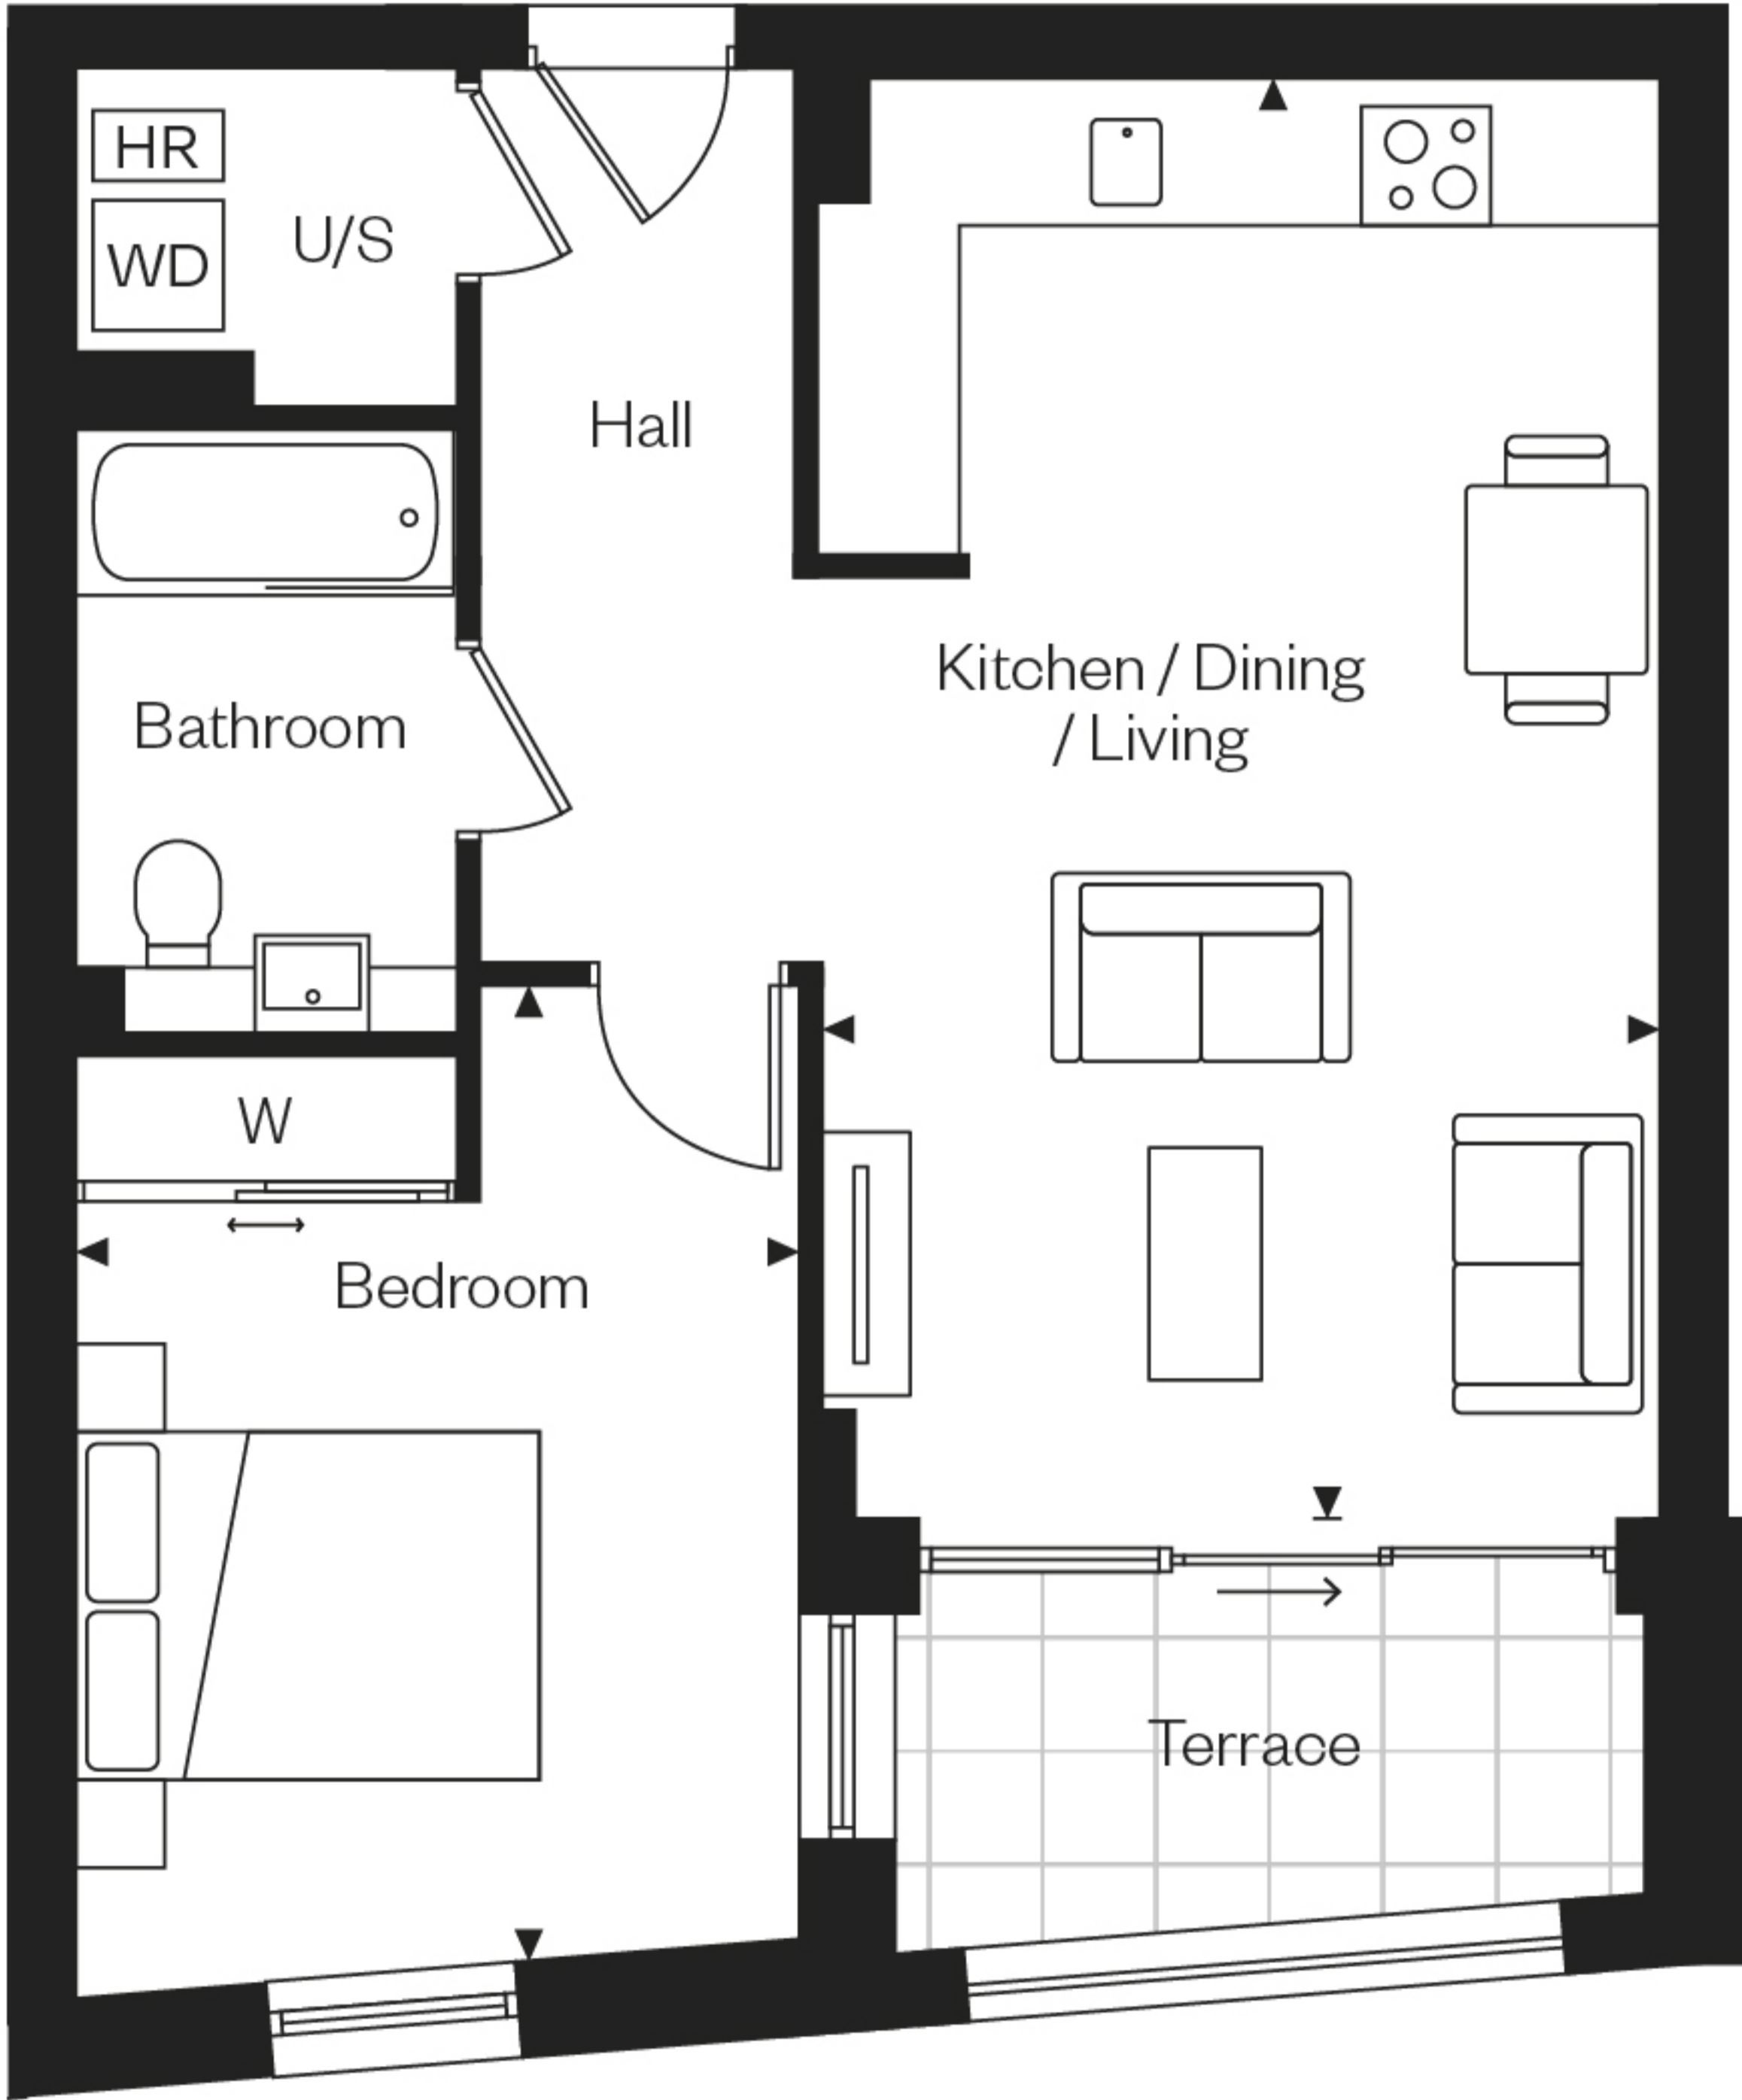 HR
WD
U/S
Hall
Kitchen / Dining
/ Living
Bathroom
W
Bedroom
Terrace